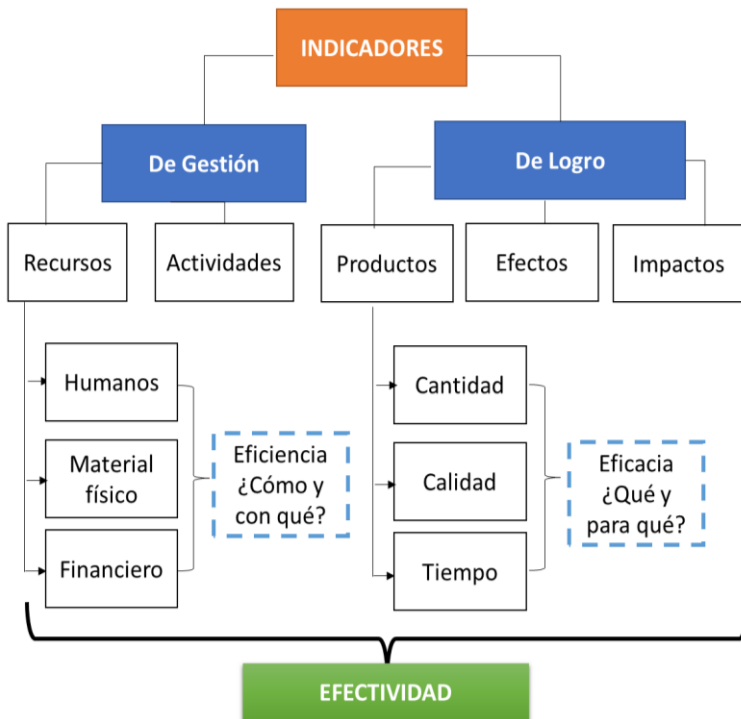 INDICADORES
De Gestión
De Logro
Recursos
Actividades
Productos
Efectos
Impactos
Humanos
Material
físico
Financiero
Eficiencia
¿Cómo y
con qué?
Cantidad
Calidad
Tiempo
Eficacia
¿Qué y
para qué?
EFECTIVIDAD